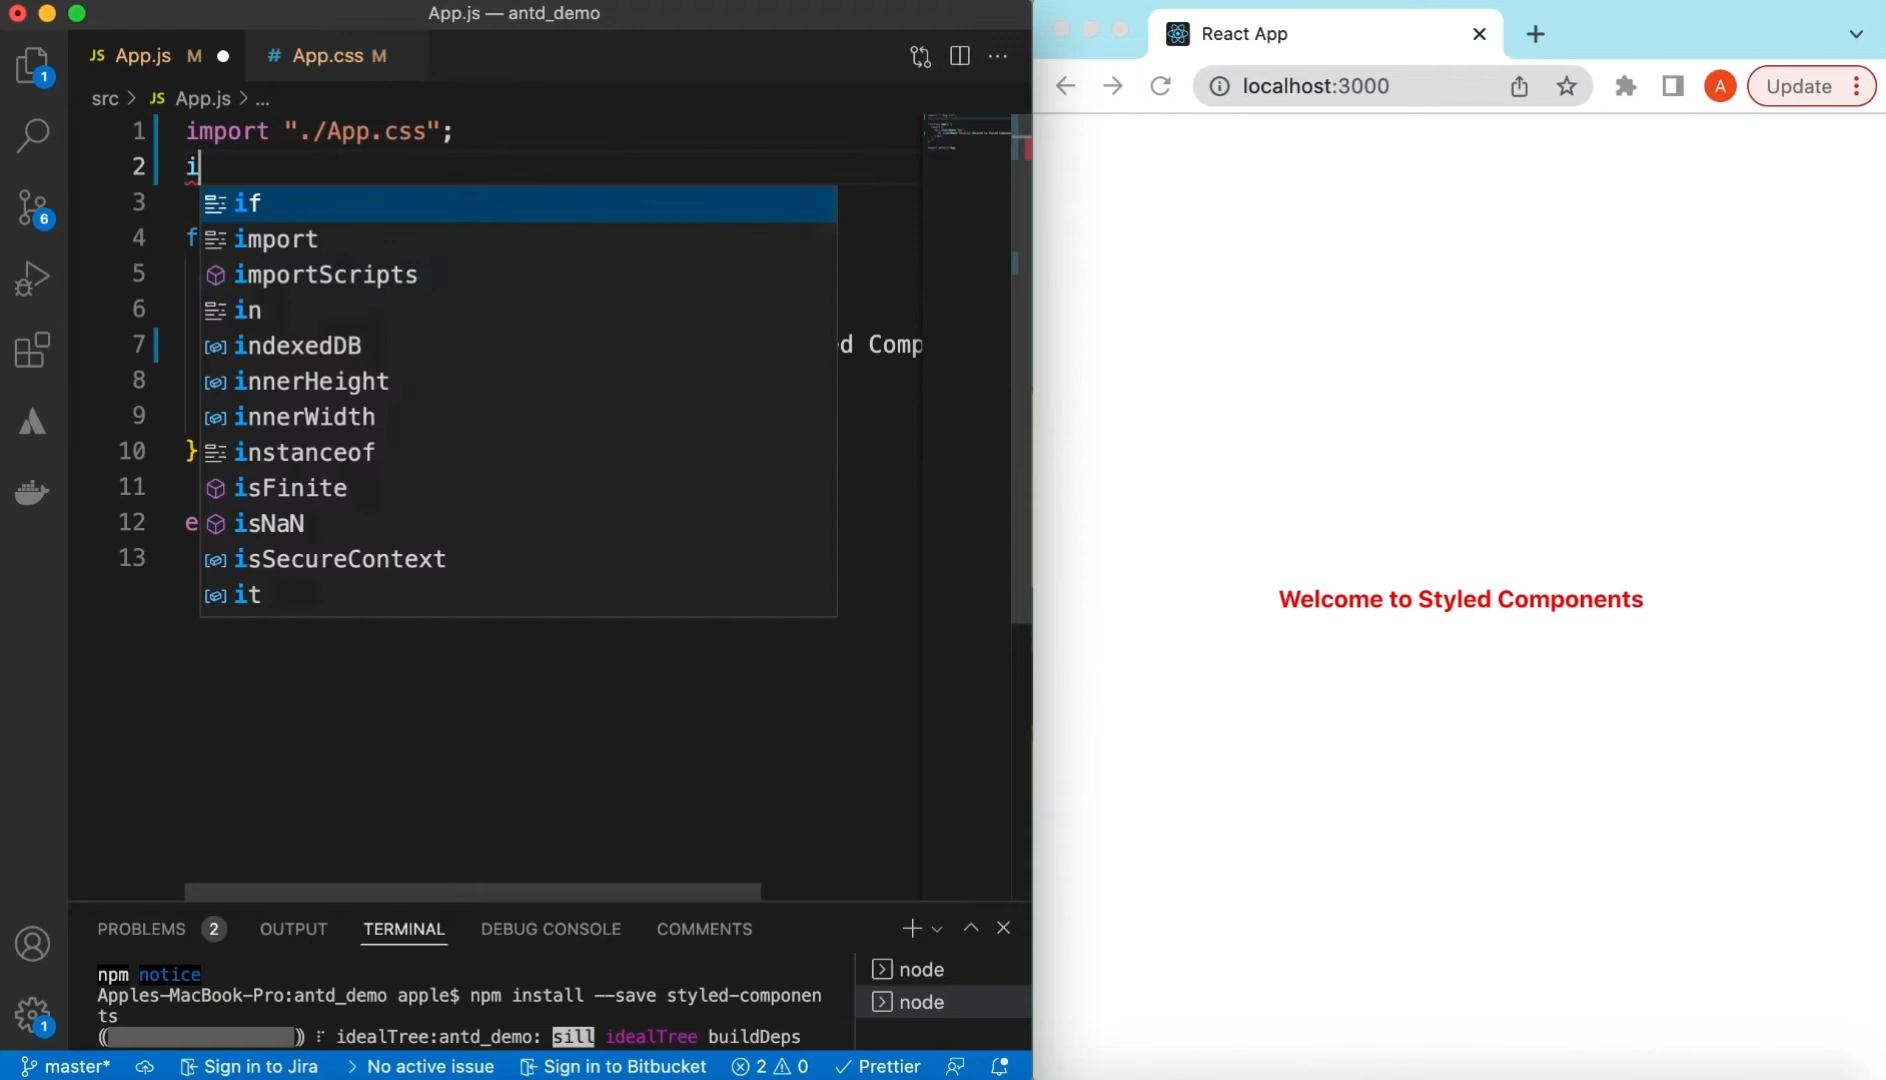 App.js — antd_demo
JS App.js M
# App.css M
src > JS App.js > ...
1 import "./App.css";
2 i
3
4 f
5
6
7 d Comp
8
9
10 }
11
12 e
13
if
import
importScripts
in
indexedDB
innerHeight
innerWidth
instanceof
isFinite
isNaN
isSecureContext
it
PROBLEMS 2
OUTPUT
TERMINAL
DEBUG CONSOLE
COMMENTS
npm notice
Apples-MacBook-Pro:antd_demo apple$ npm install --save styled-componen
ts
idealTree:antd_demo: sill idealTree buildDeps
node
node
1
6
1
master*
Sign in to Jira
No active issue
Sign in to Bitbucket
2 0
Prettier
React App
localhost:3000
A
Update
Welcome to Styled Components